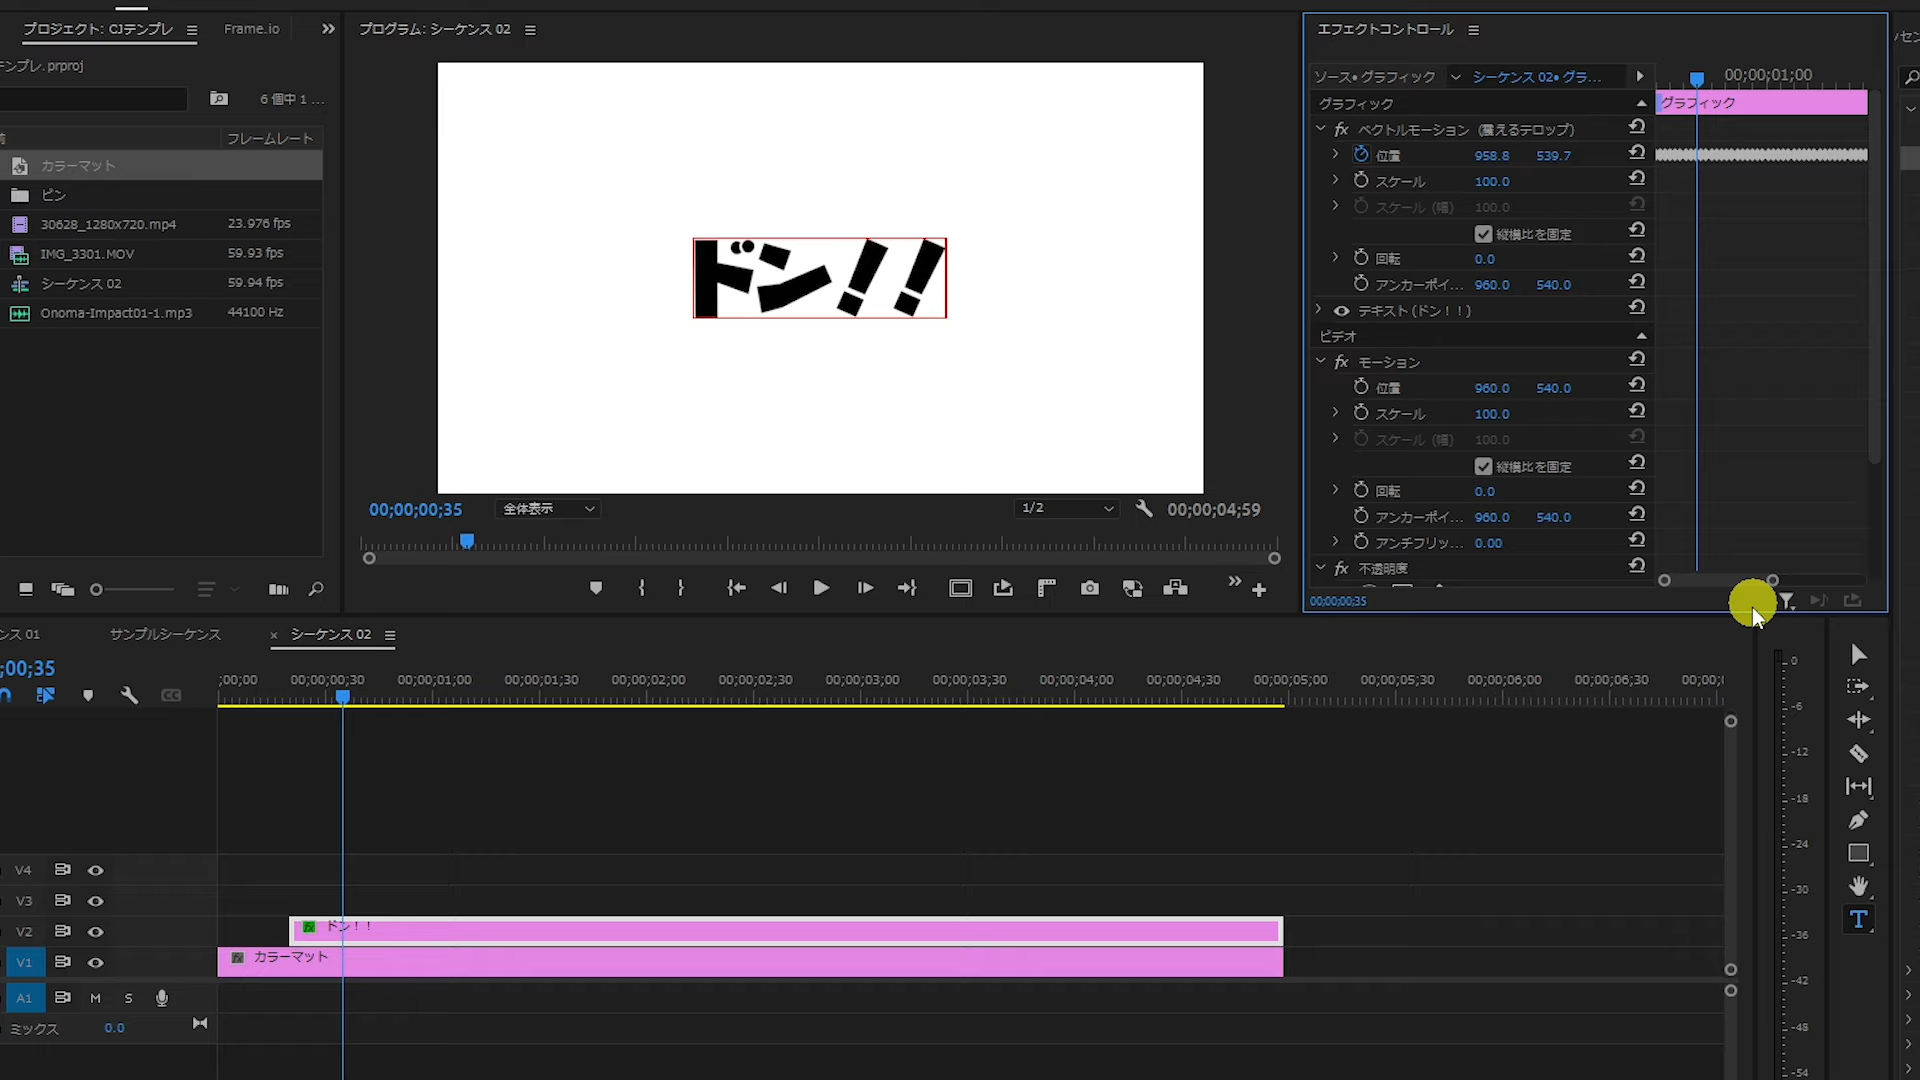 プロジェクト: CJテンプレ
Frame.io
テンプレ.prproj
6 個中 1 ...
フレームレート
カラーマット
ビン
30628_1280x720.mp4
23.976 fps
IMG_3301.MOV
59.93 fps
シーケンス 02
59.94 fps
Onoma-Impact01-1.mp3
44100 Hz
プログラム: シーケンス 02
ドン!!
00;00;00;35
全体表示
1/2
00;00;04;59
エフェクトコントロール
ソース • グラフィック
シーケンス 02 • グラ...
00;00;01;00
グラフィック
グラフィック
fx ベクトルモーション (震えるテロップ)
位置 958.8 539.7
スケール 100.0
スケール (幅) 100.0
縦横比を固定
回転 0.0
アンカーポイ... 960.0 540.0
テキスト (ドン！！)
ビデオ
fx モーション
位置 960.0 540.0
スケール 100.0
スケール (幅) 100.0
縦横比を固定
回転 0.0
アンカーポイ... 960.0 540.0
アンチフリッ... 0.00
fx 不透明度
00;00;00;35
ンス 01
サンプルシーケンス
× シーケンス 02
;00;35
;00;00
00;00;00;30
00;00;01;00
00;00;01;30
00;00;02;00
00;00;02;30
00;00;03;00
00;00;03;30
00;00;04;00
00;00;04;30
00;00;05;00
00;00;05;30
00;00;06;00
00;00;06;30
00;00;0
V4
V3
V2
fx ドン！！
V1
fx カラーマット
A1
M
S
ミックス
0.0
0
-6
-12
-18
-24
-30
-36
-42
-48
-54